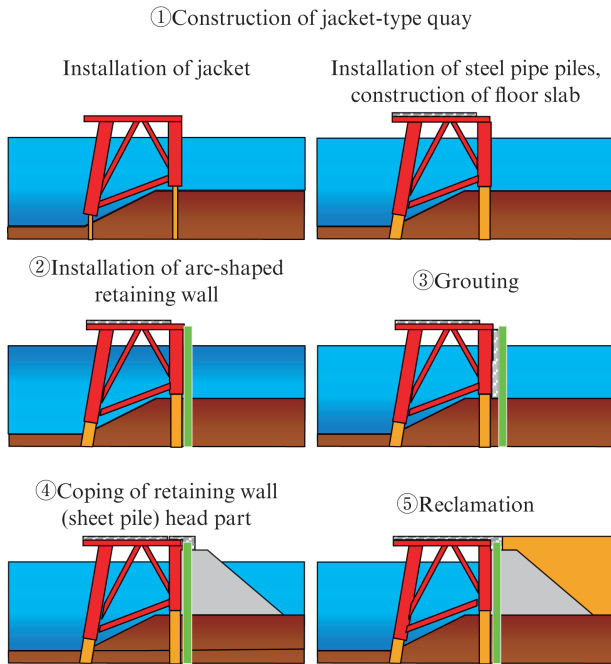 ①Construction of jacket-type quay
Installation of jacket
Installation of steel pipe piles,
construction of floor slab
②Installation of arc-shaped
retaining wall
③Grouting
④Coping of retaining wall
(sheet pile) head part
⑤Reclamation